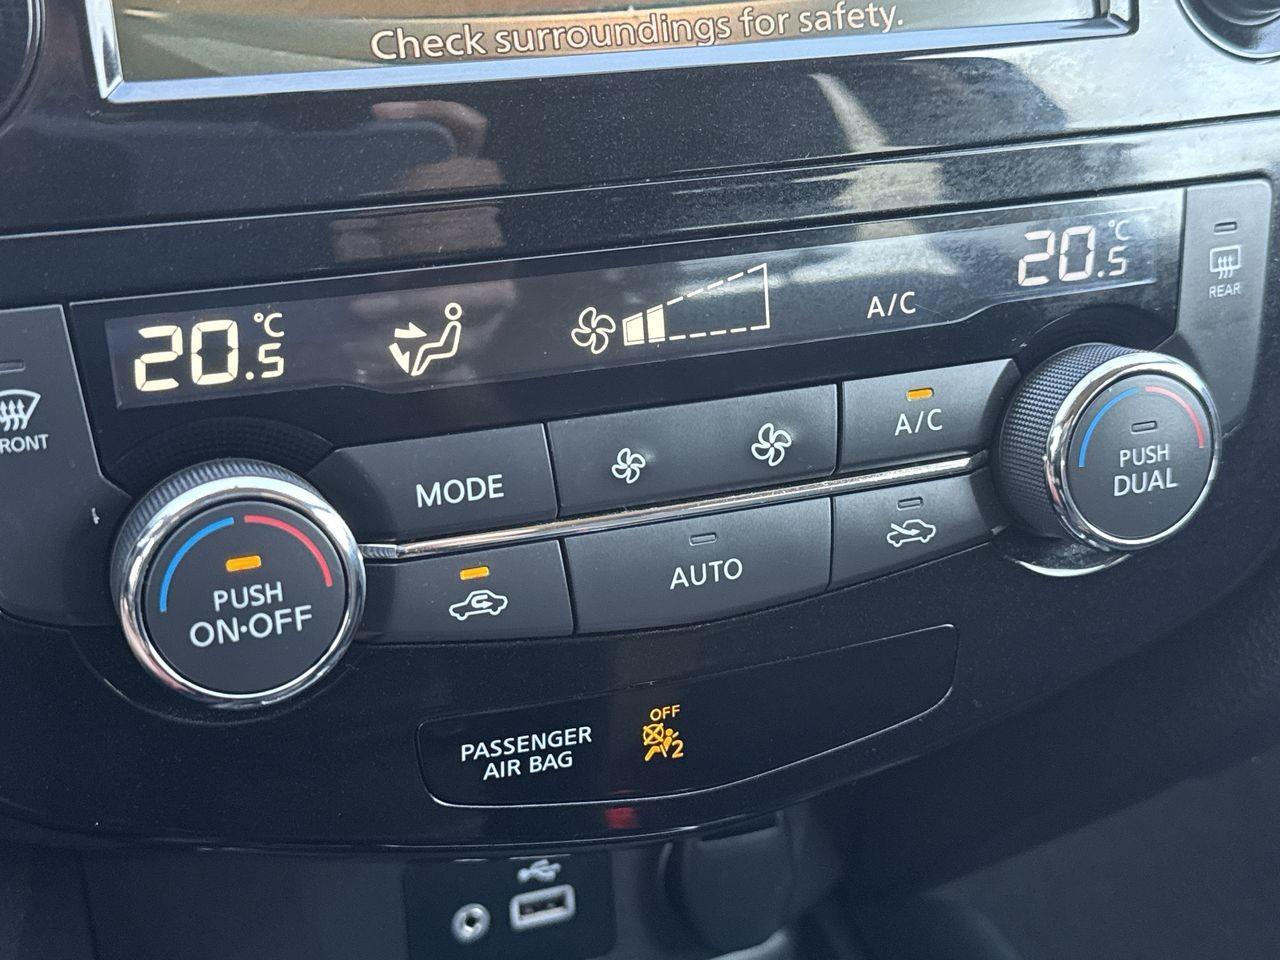 Check surroundings for safety.
20.5 °C
A/C
20.5 °C
REAR
RONT
MODE
A/C
PUSH
DUAL
PUSH
ON•OFF
AUTO
PASSENGER
AIR BAG
OFF
2